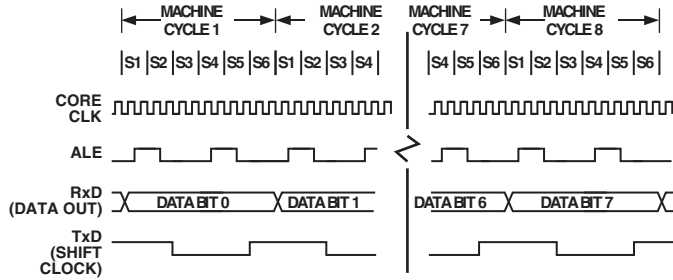 MACHINE CYCLE 1
MACHINE CYCLE 2
MACHINE CYCLE 7
MACHINE CYCLE 8
S1 S2 S3 S4 S5 S6 S1 S2 S3 S4
S4 S5 S6 S1 S2 S3 S4 S5 S6
CORE CLK
ALE
RxD (DATA OUT)
DATA BIT 0
DATA BIT 1
DATA BIT 6
DATA BIT 7
TxD (SHIFT CLOCK)